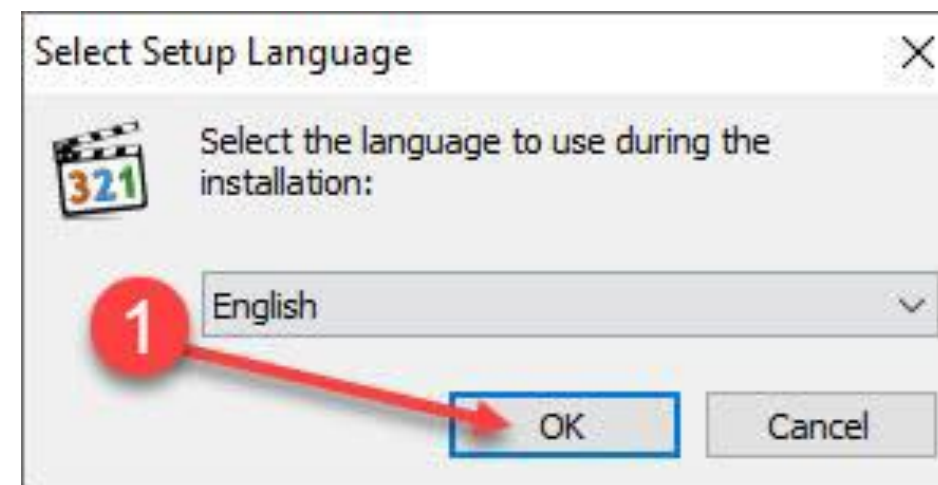 Select Setup Language
Select the language to use during the
installation:
321
English
1
OK
Cancel